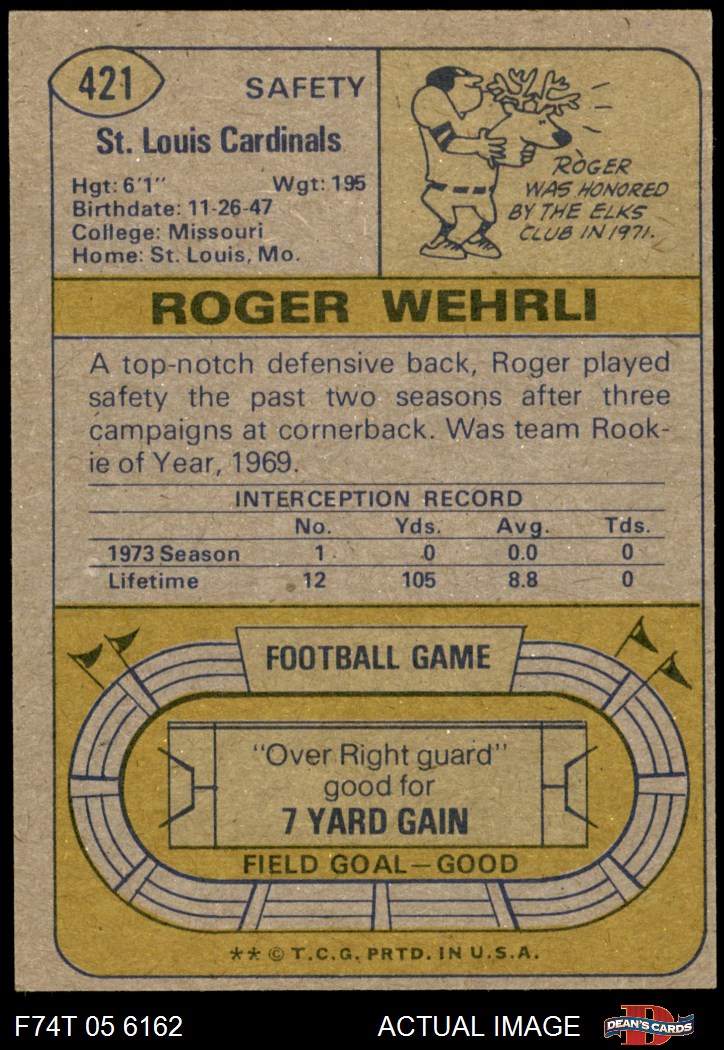 421
SAFETY
St. Louis Cardinals
Hgt: 6'1" Wgt: 195
Birthdate: 11-26-47
College: Missouri
Home: St. Louis, Mo.
ROGER
WAS HONORED
BY THE ELKS
CLUB IN 1971.
ROGER WEHRLI
A top-notch defensive back, Roger played
safety the past two seasons after three
campaigns at cornerback. Was team Rook-
ie of Year, 1969.
INTERCEPTION RECORD
No. Yds. Avg. Tds.
1973 Season 1 0 0.0 0
Lifetime 12 105 8.8 0
FOOTBALL GAME
"Over Right guard"
good for
7 YARD GAIN
FIELD GOAL—GOOD
** © T.C.G. PRTD. IN U.S.A.
F74T 05 6162 ACTUAL IMAGE D DEAN'S CARDS